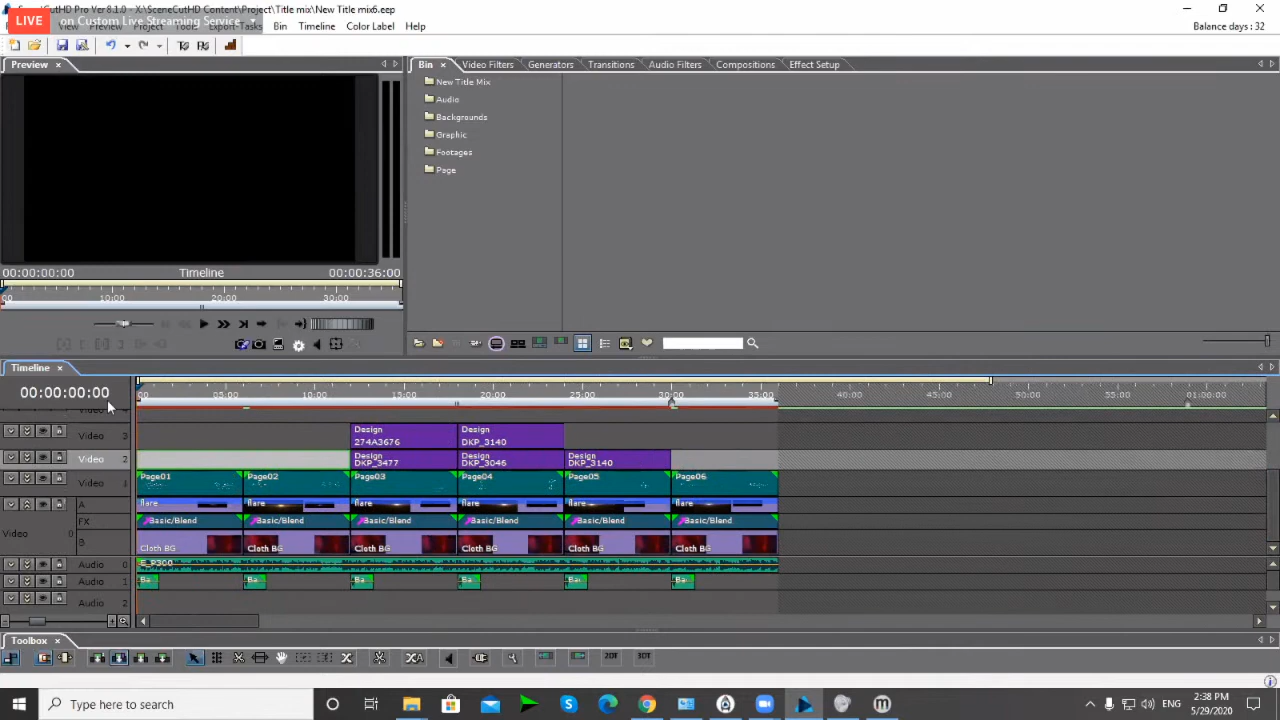 SceneCutHD Pro Ver 8.1.0 - X:\SceneCutHD Content\Project\Title mix\New Title mix6.eep
LIVE on Custom Live Streaming Service
View Preview Project Tools Export-Tasks Bin Timeline Color Label Help
Balance days : 32
Preview
Bin Video Filters Generators Transitions Audio Filters Compositions Effect Setup
New Title Mix
Audio
Backgrounds
Graphic
Footages
Page
00:00:00:00 Timeline 00:00:36:00
00 10:00 20:00 30:00
Timeline
00:00:00:00
00 05:00 10:00 15:00 20:00 25:00 30:00 35:00 40:00 45:00 50:00 55:00 01:00:00
Video 3
Design Design
274A3676 DKP_3140
Video 2
Design Design Design
DKP_3477 DKP_3046 DKP_3140
Video
Page01 Page02 Page03 Page04 Page05 Page06
A
flare flare flare flare flare flare
FX
Basic/Blend Basic/Blend Basic/Blend Basic/Blend Basic/Blend Basic/Blend
Video 0
B
Cloth BG Cloth BG Cloth BG Cloth BG Cloth BG Cloth BG
Audio 0
E_P300
Audio 1
Ba Ba Ba Ba Ba Ba
Audio 2
Toolbox
XA 2DT 3DT
Type here to search
ENG
2:38 PM
5/29/2020